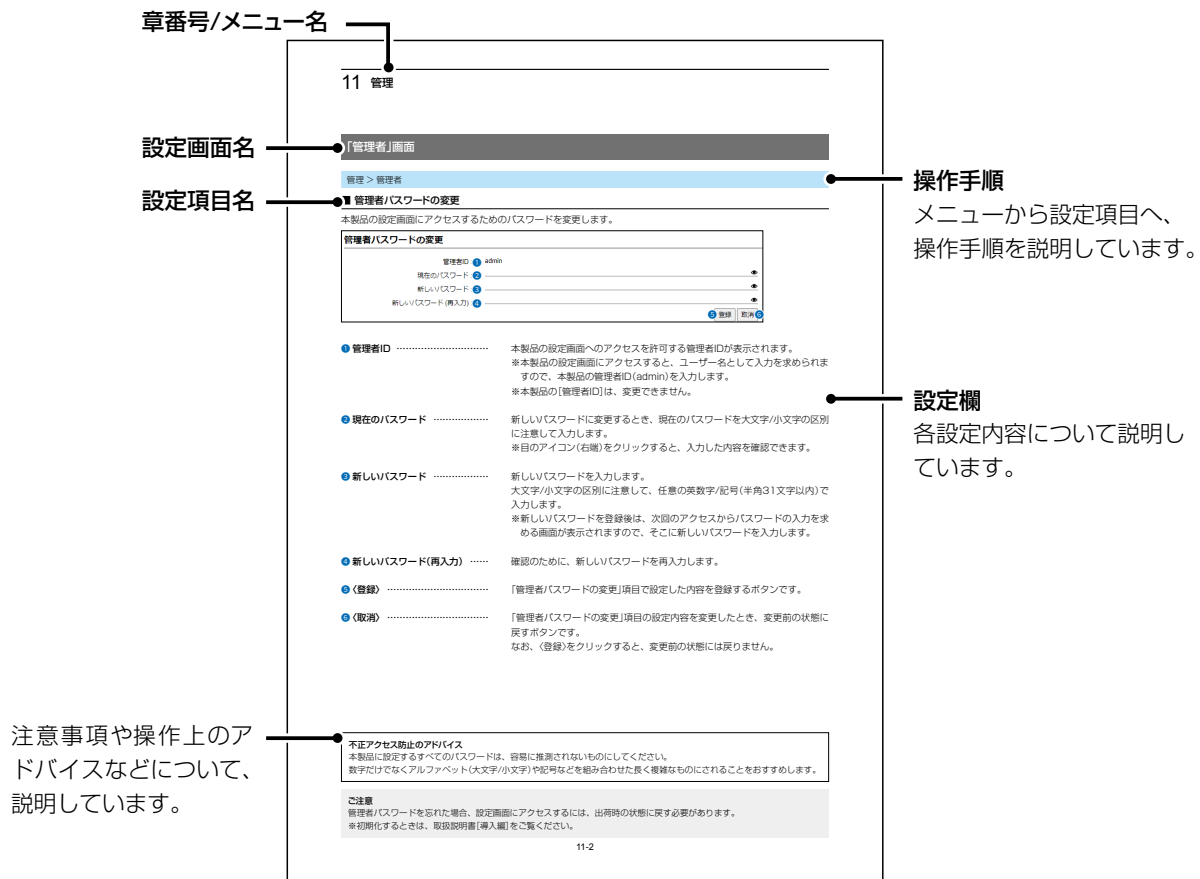 章番号/メニュー名
11 管理
設定画面名
「管理者」画面
管理 > 管理者
操作手順
メニューから設定項目へ、
操作手順を説明しています。
設定項目名
■ 管理者パスワードの変更
本製品の設定画面にアクセスするためのパスワードを変更します。
管理者パスワードの変更
管理者ID ❶ admin
現在のパスワード ❷
新しいパスワード ❸
新しいパスワード(再入力) ❹
❺ 登録 取消 ❻
❶ 管理者ID ……………………… 本製品の設定画面へのアクセスを許可する管理者IDが表示されます。
※本製品の設定画面にアクセスすると、ユーザー名として入力を求められま
すので、本製品の管理者ID(admin)を入力します。
※本製品の[管理者ID]は、変更できません。
設定欄
各設定内容について説明し
ています。
❷ 現在のパスワード ……………… 新しいパスワードに変更するとき、現在のパスワードを大文字/小文字の区別
に注意して入力します。
※目のアイコン(右端)をクリックすると、入力した内容を確認できます。
❸ 新しいパスワード ……………… 新しいパスワードを入力します。
大文字/小文字の区別に注意して、任意の英数字/記号(半角31文字以内)で
入力します。
※新しいパスワードを登録後は、次回のアクセスからパスワードの入力を求
める画面が表示されますので、そこに新しいパスワードを入力します。
❹ 新しいパスワード(再入力) …… 確認のために、新しいパスワードを再入力します。
❺〈登録〉 …………………………… 「管理者パスワードの変更」項目で設定した内容を登録するボタンです。
❻〈取消〉 …………………………… 「管理者パスワードの変更」項目の設定内容を変更したとき、変更前の状態に
戻すボタンです。
なお、〈登録〉をクリックすると、変更前の状態には戻りません。
注意事項や操作上のア
ドバイスなどについて、
説明しています。
不正アクセス防止のアドバイス
本製品に設定するすべてのパスワードは、容易に推測されないものにしてください。
数字だけでなくアルファベット(大文字/小文字)や記号などを組み合わせた長く複雑なものにされることをおすすめします。
ご注意
管理者パスワードを忘れた場合、設定画面にアクセスするには、出荷時の状態に戻す必要があります。
※初期化するときは、取扱説明書[導入編]をご覧ください。
11-2